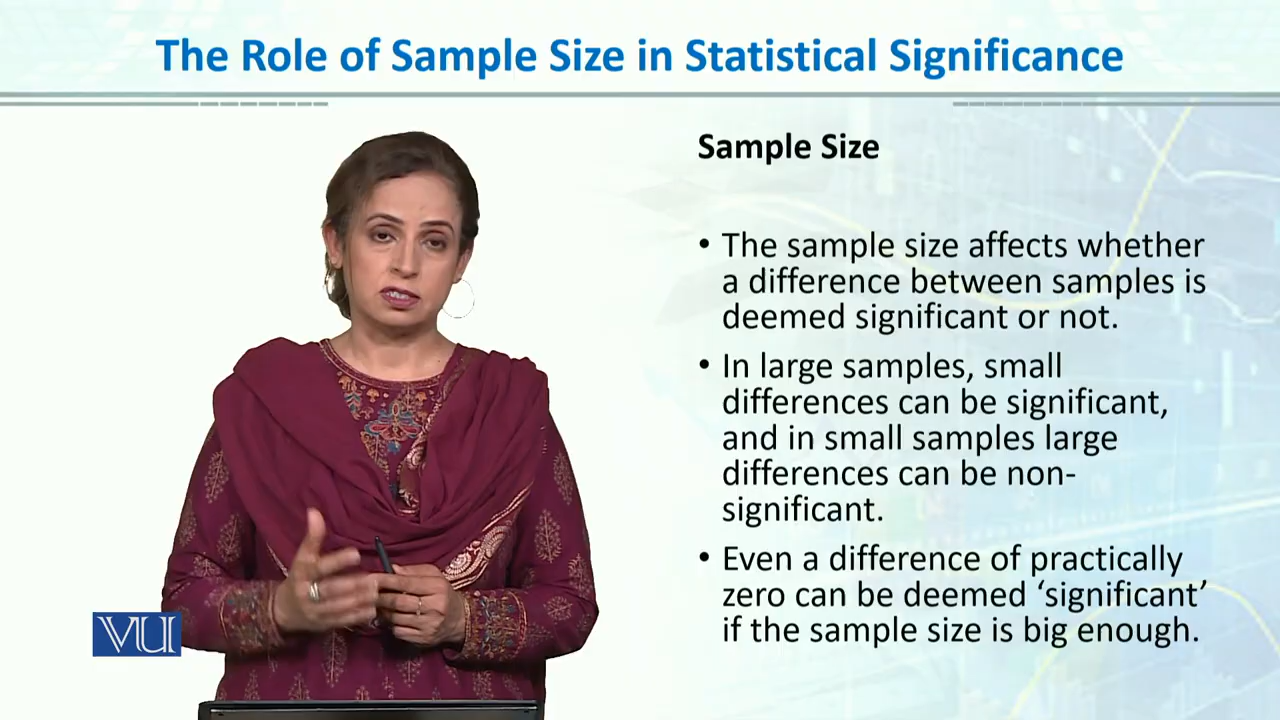 The Role of Sample Size in Statistical Significance
Sample Size
• The sample size affects whether
a difference between samples is
deemed significant or not.
• In large samples, small
differences can be significant,
and in small samples large
differences can be non-
significant.
• Even a difference of practically
zero can be deemed ‘significant’
if the sample size is big enough.
VU